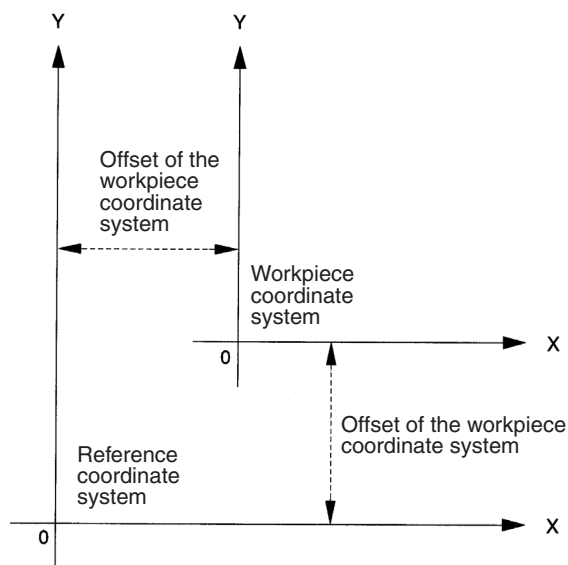 Y
Y
Offset of the
workpiece
coordinate
system
Workpiece
coordinate
system
X
0
Offset of the workpiece
coordinate system
Reference
coordinate
system
X
0